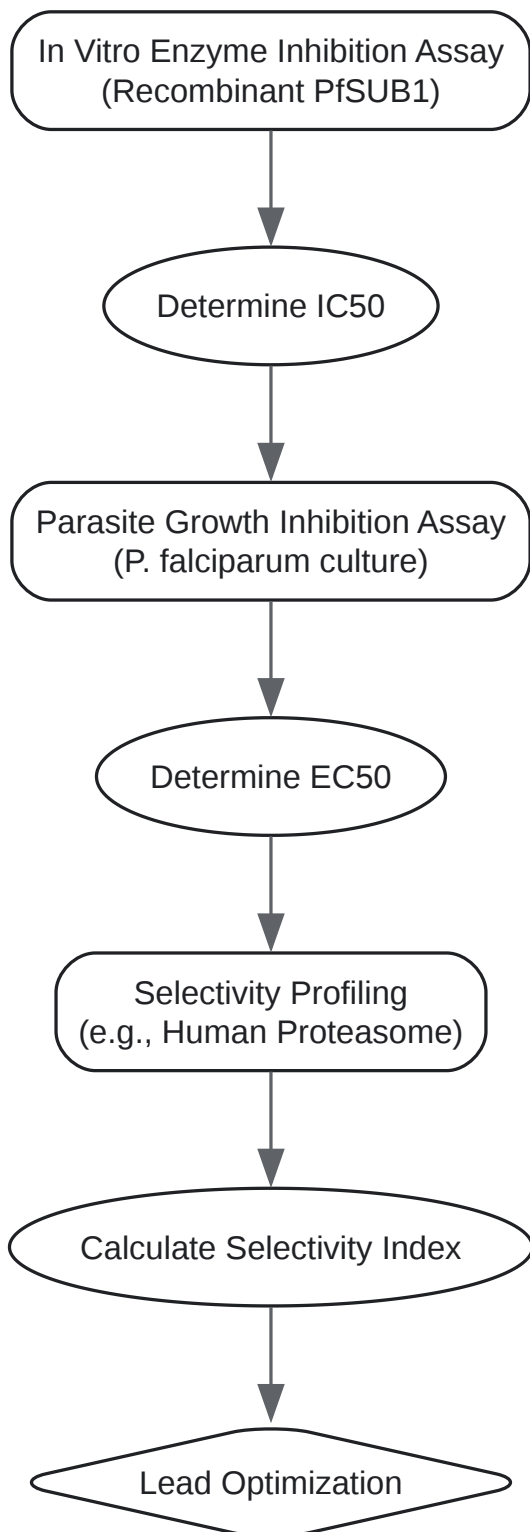 In Vitro Enzyme Inhibition Assay
(Recombinant PfSUB1)
Determine IC50
Parasite Growth Inhibition Assay
(P. falciparum culture)
Determine EC50
Selectivity Profiling
(e.g., Human Proteasome)
Calculate Selectivity Index
Lead Optimization